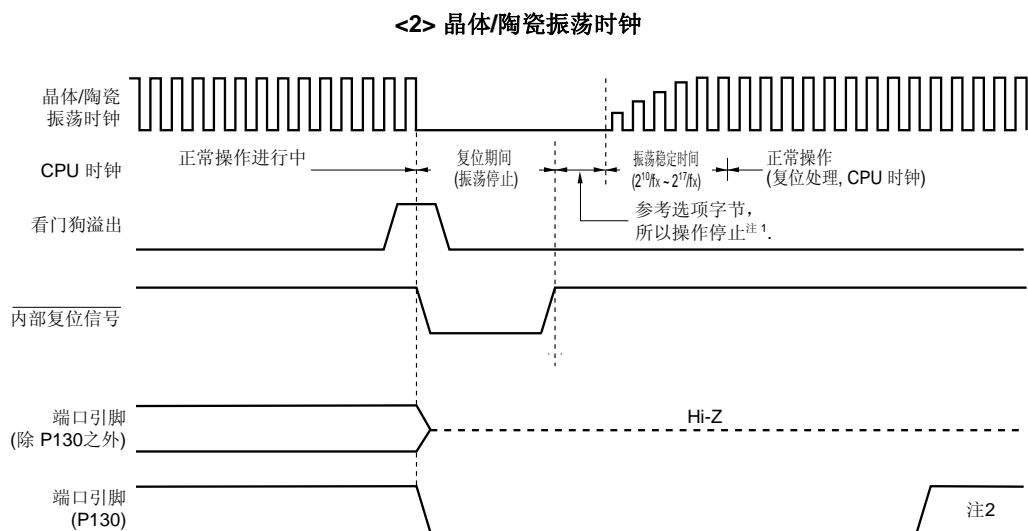 <2> 晶体/陶瓷振荡时钟
晶体/陶瓷
振荡时钟
CPU 时钟
正常操作进行中
复位期间
(振荡停止)
振荡稳定时间
(2¹⁰/fx ~ 2¹⁷/fx)
正常操作
(复位处理, CPU 时钟)
参考选项字节，
所以操作停止注 1.
看门狗溢出
内部复位信号
端口引脚
(除 P130之外)
Hi-Z
端口引脚
(P130)
注2